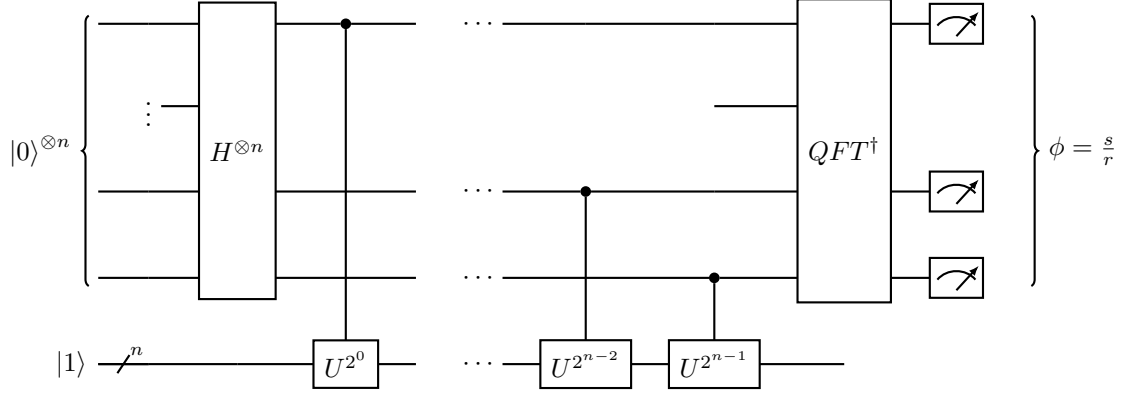 ⋯
⋮
|0⟩^{⊗n}
H^{⊗n}
QFT^†
ϕ = s/r
⋯
⋯
|1⟩
n
U^{2^0}
⋯
U^{2^{n−2}}
U^{2^{n−1}}